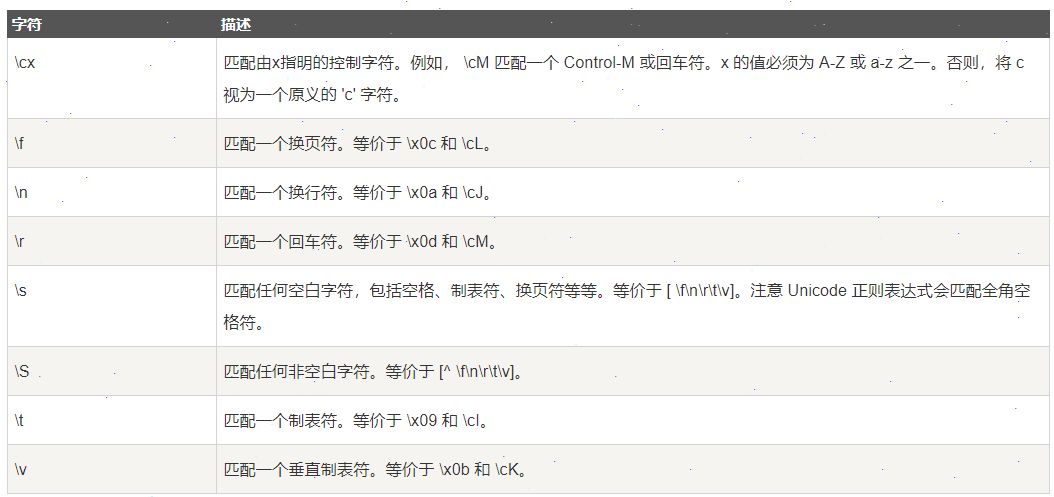 字符 描述
\cx 匹配由x指明的控制字符。例如， \cM 匹配一个 Control-M 或回车符。x 的值必须为 A-Z 或 a-z 之一。否则，将 c
视为一个原义的 'c' 字符。
\f 匹配一个换页符。等价于 \x0c 和 \cL。
\n 匹配一个换行符。等价于 \x0a 和 \cJ。
\r 匹配一个回车符。等价于 \x0d 和 \cM。
\s 匹配任何空白字符，包括空格、制表符、换页符等等。等价于 [ \f\n\r\t\v]。注意 Unicode 正则表达式会匹配全角空
格符。
\S 匹配任何非空白字符。等价于 [^ \f\n\r\t\v]。
\t 匹配一个制表符。等价于 \x09 和 \cI。
\v 匹配一个垂直制表符。等价于 \x0b 和 \cK。